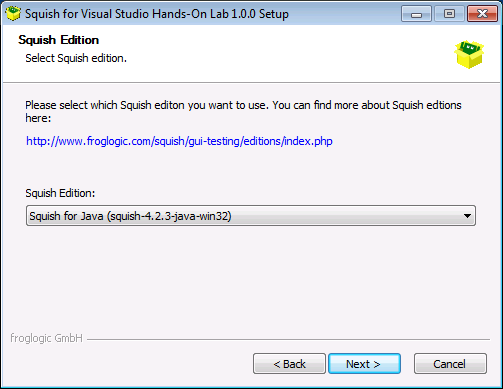 Squish for Visual Studio Hands-On Lab 1.0.0 Setup
Squish Edition
Select Squish edition.
Please select which Squish editon you want to use. You can find more about Squish edtions
here:
http://www.froglogic.com/squish/gui-testing/editions/index.php
Squish Edition:
Squish for Java (squish-4.2.3-java-win32)
froglogic GmbH
< Back
Next >
Cancel